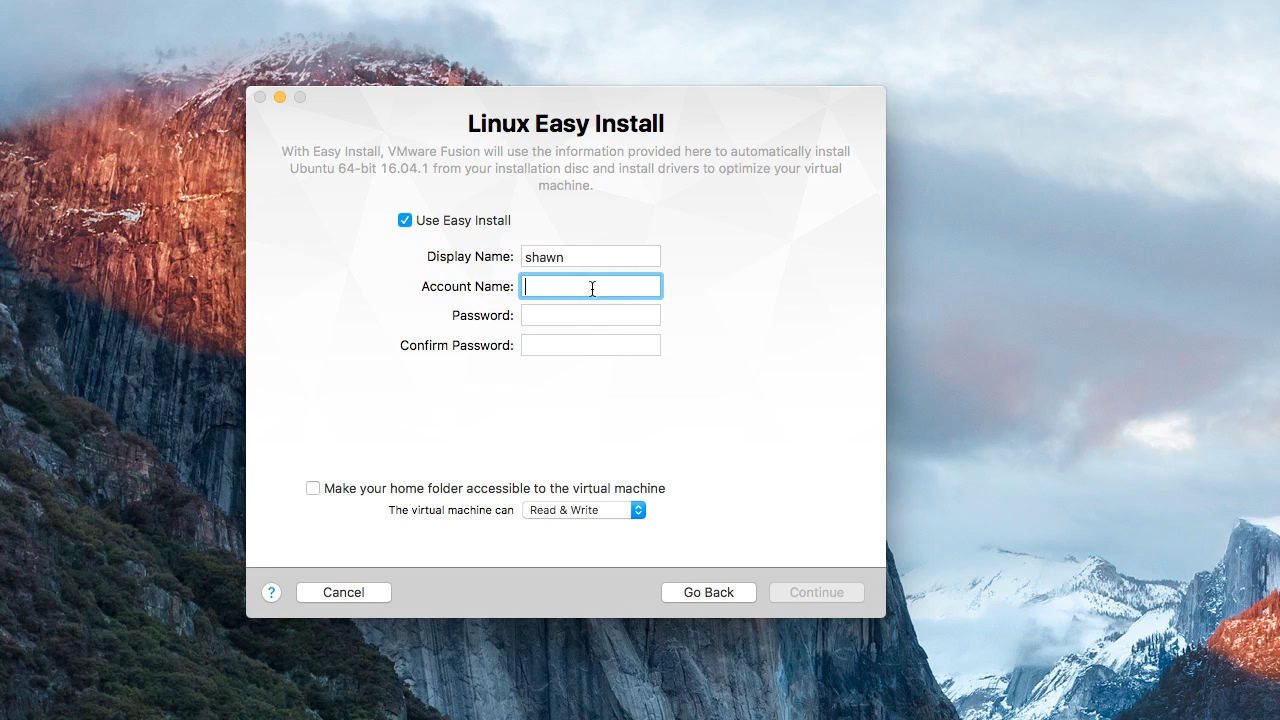 Linux Easy Install
With Easy Install, VMware Fusion will use the information provided here to automatically install
Ubuntu 64-bit 16.04.1 from your installation disc and install drivers to optimize your virtual
machine.
Use Easy Install
Display Name: shawn
Account Name:
Password:
Confirm Password:
Make your home folder accessible to the virtual machine
The virtual machine can Read & Write
? Cancel Go Back Continue